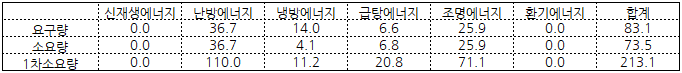 신재생에너지 난방에너지 냉방에너지 급탕에너지 조명에너지 환기에너지 합계
요구량 0.0 36.7 14.0 6.6 25.9 0.0 83.1
소요량 0.0 36.7 4.1 6.8 25.9 0.0 73.5
1차소요량 0.0 110.0 11.2 20.8 71.1 0.0 213.1